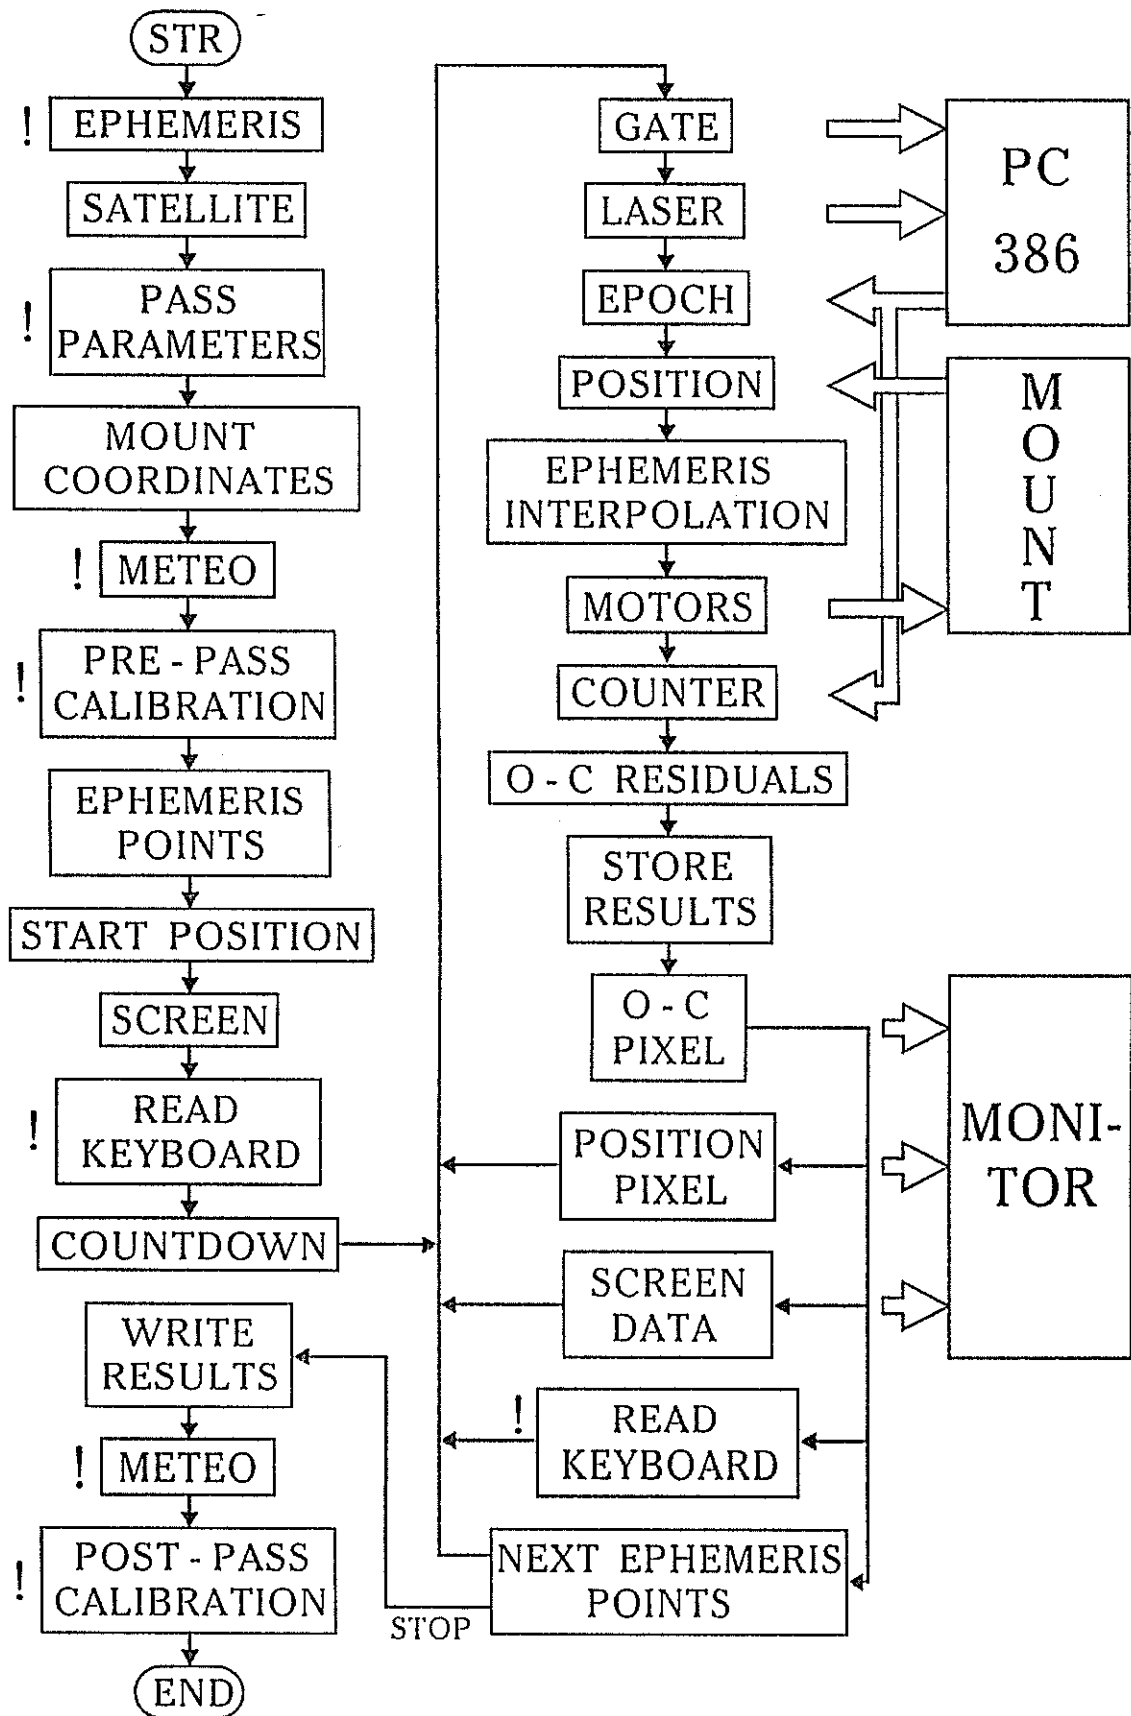 STR
! EPHEMERIS
SATELLITE
! PASS
PARAMETERS
MOUNT
COORDINATES
! METEO
! PRE - PASS
CALIBRATION
EPHEMERIS
POINTS
START POSITION
SCREEN
! READ
KEYBOARD
COUNTDOWN
WRITE
RESULTS
! METEO
! POST - PASS
CALIBRATION
END
GATE
LASER
EPOCH
POSITION
EPHEMERIS
INTERPOLATION
MOTORS
COUNTER
O - C RESIDUALS
STORE
RESULTS
O - C
PIXEL
POSITION
PIXEL
SCREEN
DATA
! READ
KEYBOARD
NEXT EPHEMERIS
POINTS
STOP
PC
386
M
O
U
N
T
MONI-
TOR